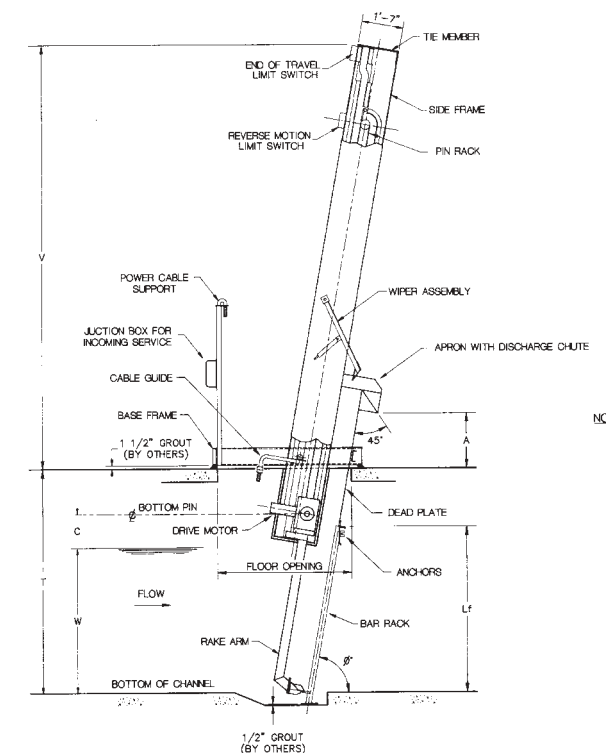 1'-7"
TIE MEMBER
END OF TRAVEL
LIMIT SWITCH
SIDE FRAME
REVERSE MOTION
LIMIT SWITCH
PIN RACK
V
POWER CABLE
SUPPORT
WIPER ASSEMBLY
JUCTION BOX FOR
INCOMING SERVICE
APRON WITH DISCHARGE CHUTE
CABLE GUIDE
BASE FRAME
NO
45°
A
1 1/2" GROUT
(BY OTHERS)
BOTTOM PIN
DEAD PLATE
C
DRIVE MOTOR
FLOOR OPENING
ANCHORS
T
FLOW
W
Lf
BAR RACK
RAKE ARM
ø°
BOTTOM OF CHANNEL
1/2" GROUT
(BY OTHERS)